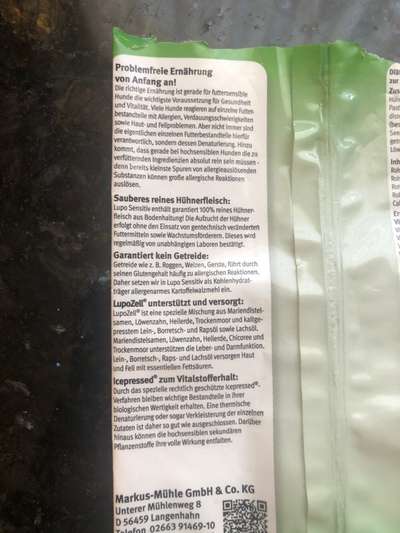 Problemfreie Ernährung
von Anfang an!
Die richtige Ernährung ist gerade für futtersensible
Hunde die wichtigste Voraussetzung für Gesundheit
und Vitalität. Viele Hunde reagieren auf einzelne Futter-
bestandteile mit Allergien, Verdauungsschwierigkeiten
sowie Haut- und Fellproblemen. Aber nicht immer sind
die eigentlichen einzelnen Futterbestandteile hierfür
verantwortlich, sondern dessen Denaturierung. Hinzu
kommt, dass gerade bei hochsensiblen Hunden die zu
verfütternden Ingredienzien absolut rein sein müssen -
denn bereits kleinste Spuren von allergieauslösenden
Substanzen können große allergische Reaktionen
auslösen.
Sauberes reines Hühnerfleisch:
Lupo Sensitiv enthält garantiert 100% reines Hühner-
fleisch aus Bodenhaltung! Die Aufzucht der Hühner
erfolgt ohne den Einsatz von gentechnisch veränderten
Futtermitteln sowie Wachstumsförderern. Dieses wird
regelmäßig von unabhängigen Laboren bestätigt.
Garantiert kein Getreide:
Getreide wie z. B. Roggen, Weizen, Gerste, führt durch
seinen Glutengehalt häufig zu allergischen Reaktionen.
Daher setzen wir in Lupo Sensitiv als Kohlenhydrat-
träger allergenarmes Kartoffelwalzmehl ein.
LupoZell® unterstützt und versorgt:
LupoZell® ist eine spezielle Mischung aus Mariendistel-
samen, Löwenzahn, Heilerde, Trockenmoor und kaltge-
presstem Lein-, Borretsch- und Rapsöl sowie Lachsöl.
Mariendistelsamen, Löwenzahn, Heilerde, Chicoree und
Trockenmoor unterstützen die Leber- und Darmfunktion.
Lein-, Borretsch-, Raps- und Lachsöl versorgen Haut
und Fell mit essentiellen Fettsäuren.
Icepressed® zum Vitalstofferhalt:
Durch das spezielle rechtlich geschützte Icepressed®-
Verfahren bleiben wichtige Bestandteile in ihrer
biologischen Wertigkeit erhalten. Eine thermische
Denaturierung oder sogar Verkleisterung der einzelnen
Zutaten ist daher so gut wie ausgeschlossen. Darüber
hinaus können die hochsensiblen sekundären
Pflanzenstoffe ihre volle Wirkung entfalten.
Markus-Mühle GmbH & Co. KG
Unterer Mühlenweg 8
D 56459 Langenhahn
Telefon 02663 91469-10